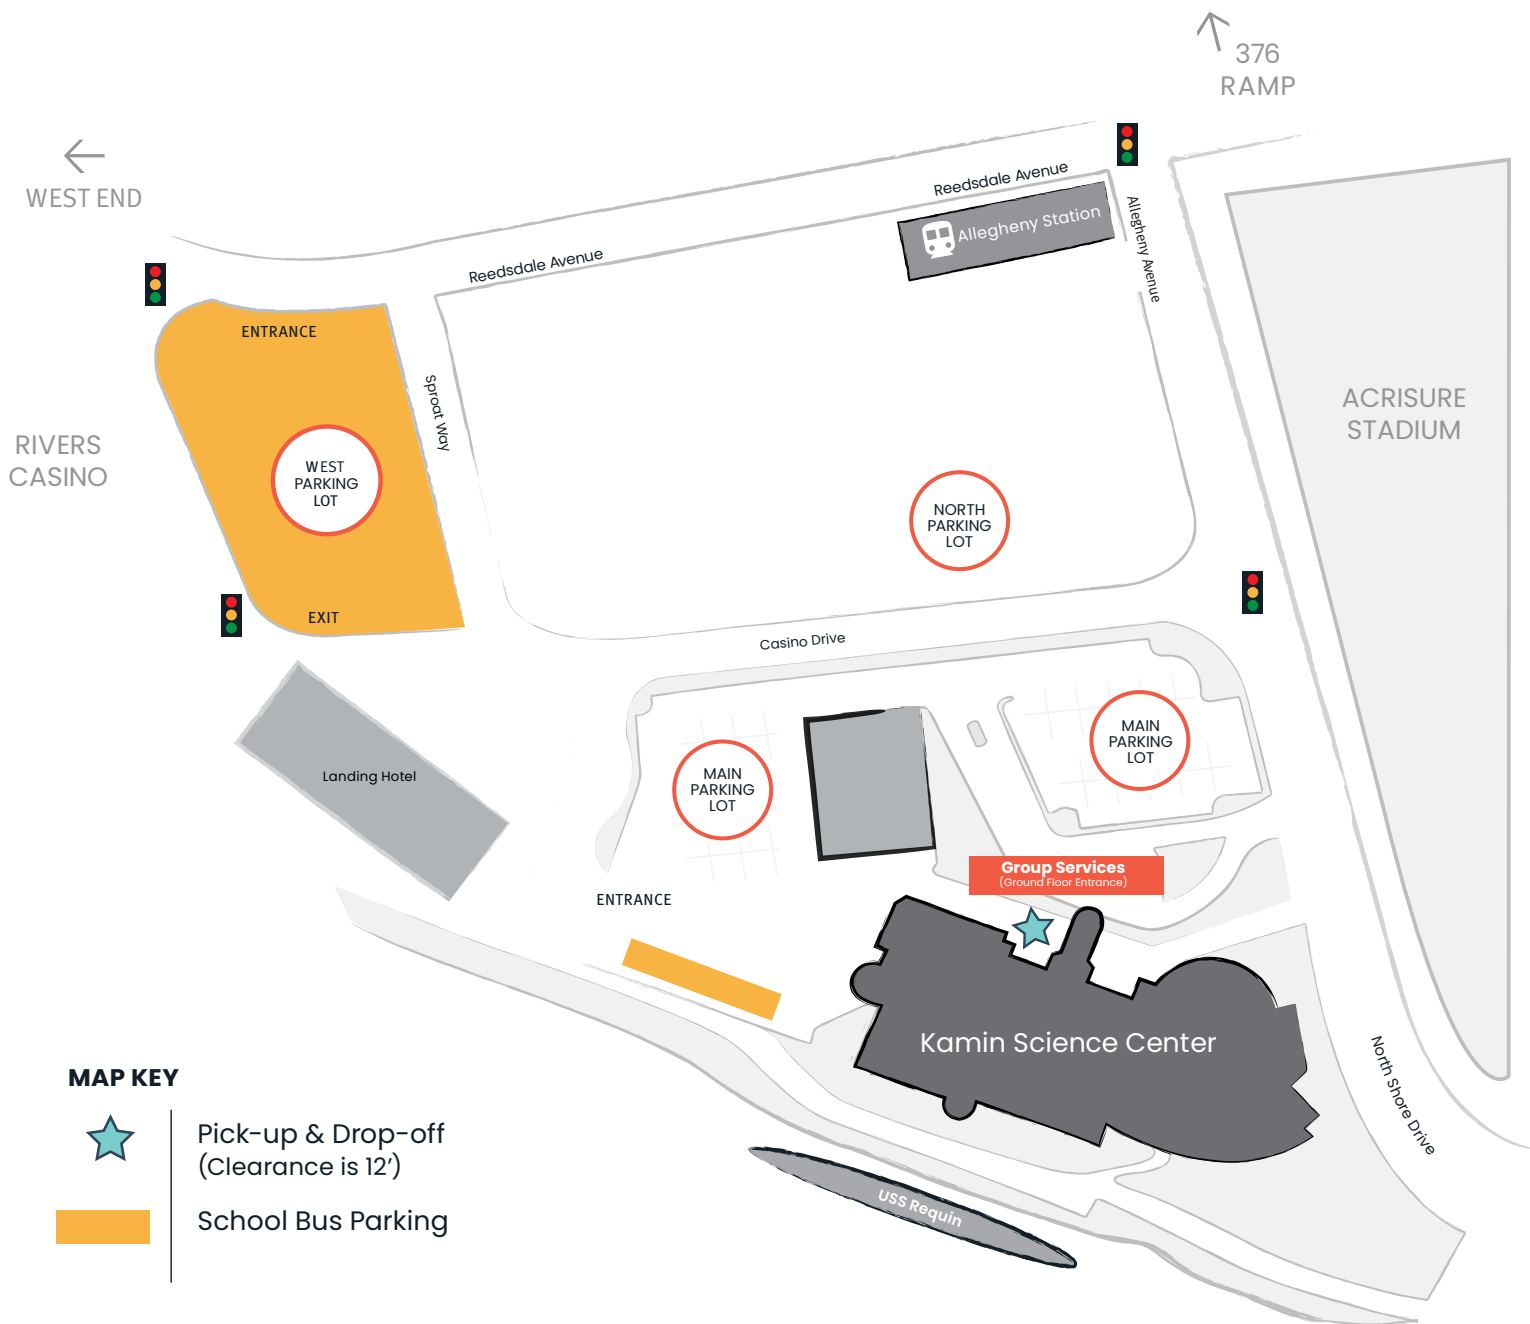 376
RAMP
WEST END
Reedsdale Avenue
Allegheny Station
Allegheny Avenue
Reedsdale Avenue
ENTRANCE
Sproat Way
ACRISURE
STADIUM
RIVERS
CASINO
WEST
PARKING
LOT
NORTH
PARKING
LOT
EXIT
Casino Drive
MAIN
PARKING
LOT
Landing Hotel
MAIN
PARKING
LOT
Group Services
(Ground Floor Entrance)
ENTRANCE
Kamin Science Center
North Shore Drive
USS Requin
MAP KEY
Pick-up & Drop-off
(Clearance is 12’)
School Bus Parking